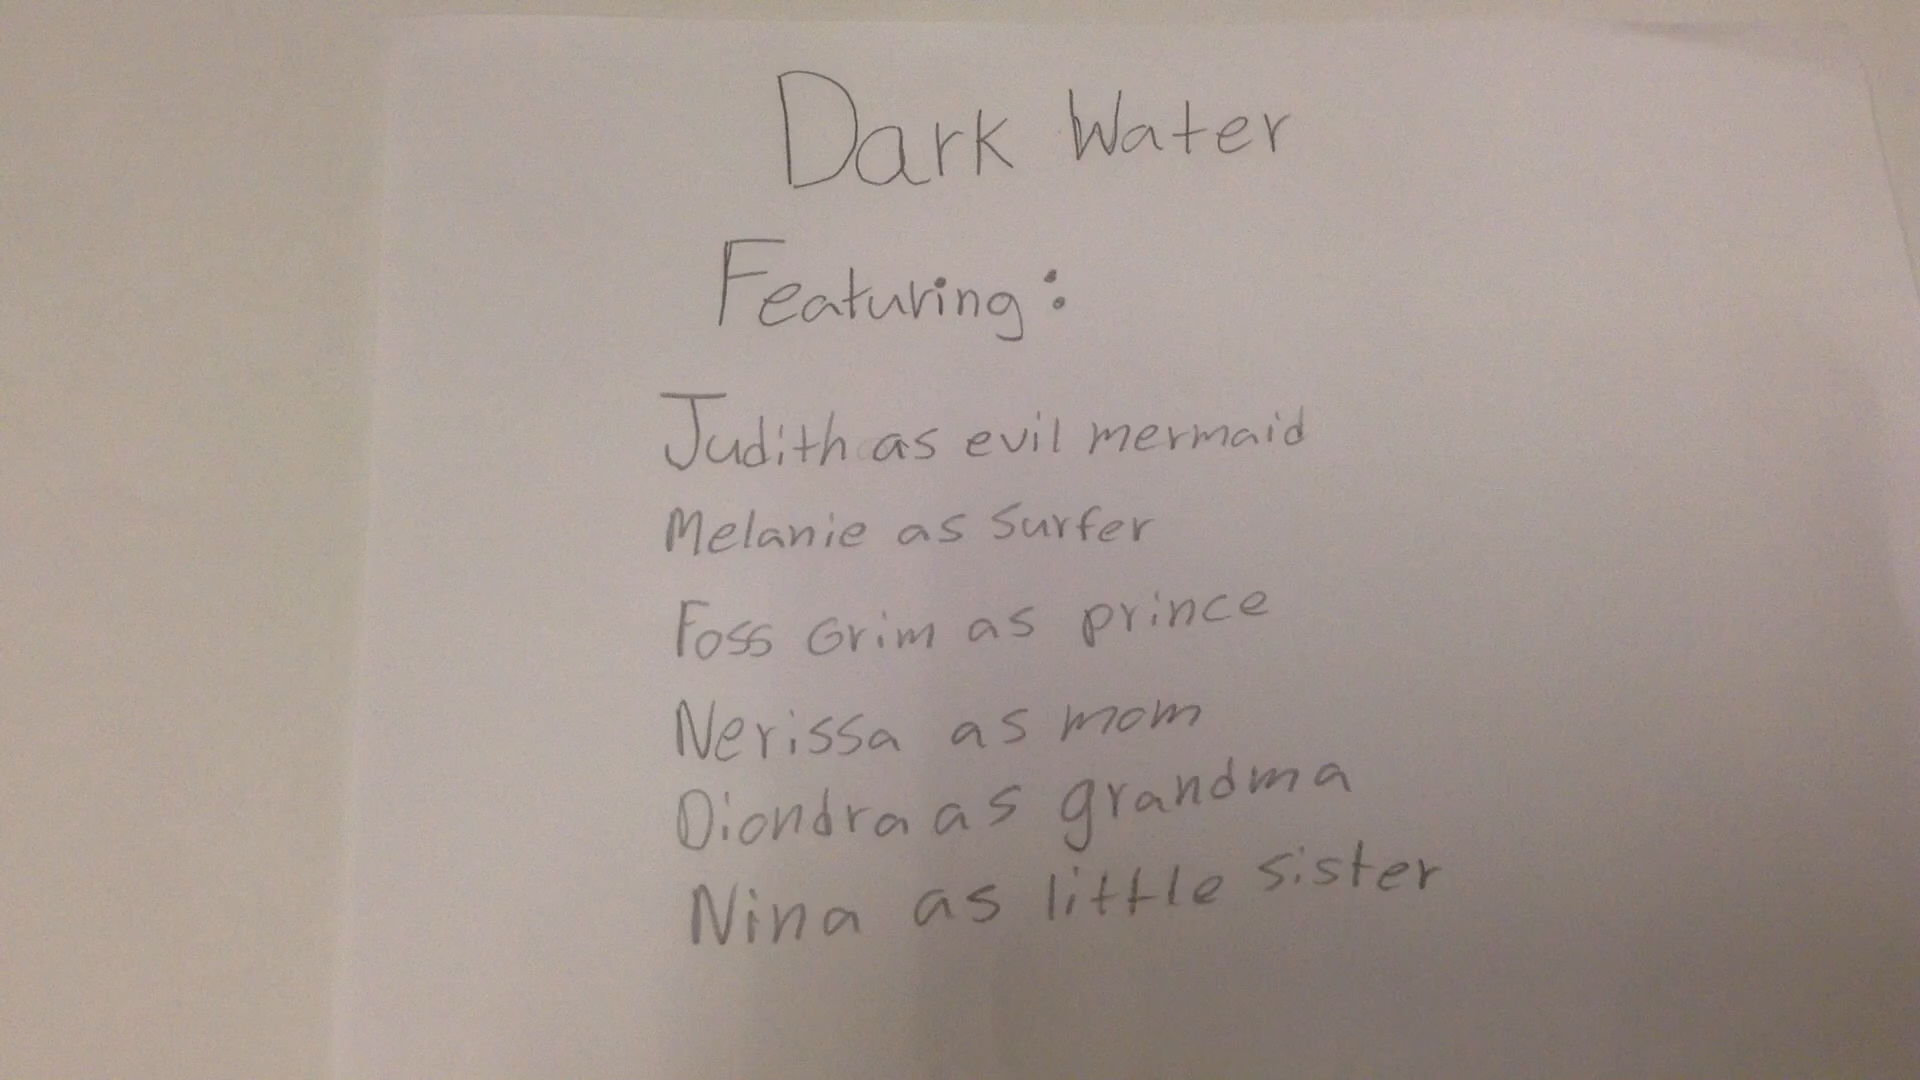 Dark Water
Featuring:
Judith as evil mermaid
Melanie as surfer
Foss Grim as prince
Nerissa as mom
Diondra as grandma
Nina as little sister